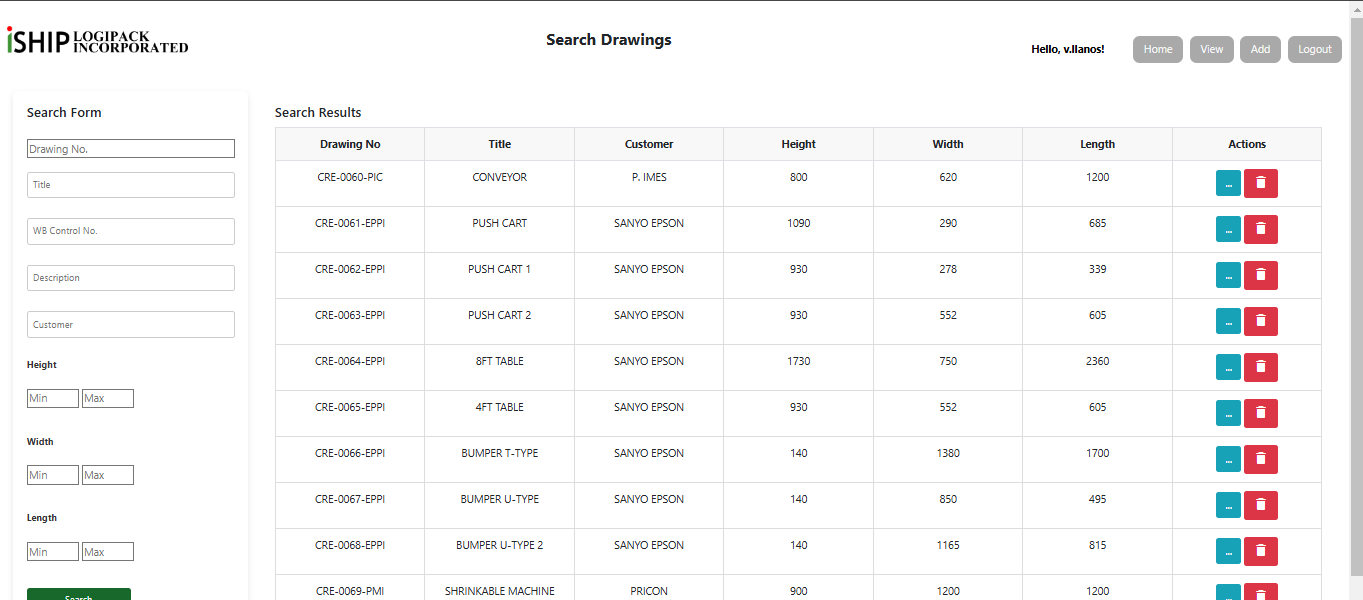 iSHIP LOGIPACK INCORPORATED
Search Drawings
Hello, v.llanos!
Home View Add Logout
Search Form
Drawing No.
Title
WB Control No.
Description
Customer
Height
Min Max
Width
Min Max
Length
Min Max
Search
Search Results
Drawing No Title Customer Height Width Length Actions
CRE-0060-PIC CONVEYOR P. IMES 800 620 1200 ...
CRE-0061-EPPI PUSH CART SANYO EPSON 1090 290 685 ...
CRE-0062-EPPI PUSH CART 1 SANYO EPSON 930 278 339 ...
CRE-0063-EPPI PUSH CART 2 SANYO EPSON 930 552 605 ...
CRE-0064-EPPI 8FT TABLE SANYO EPSON 1730 750 2360 ...
CRE-0065-EPPI 4FT TABLE SANYO EPSON 930 552 605 ...
CRE-0066-EPPI BUMPER T-TYPE SANYO EPSON 140 1380 1700 ...
CRE-0067-EPPI BUMPER U-TYPE SANYO EPSON 140 850 495 ...
CRE-0068-EPPI BUMPER U-TYPE 2 SANYO EPSON 140 1165 815 ...
CRE-0069-PMI SHRINKABLE MACHINE PRICON 900 1200 1200 ...